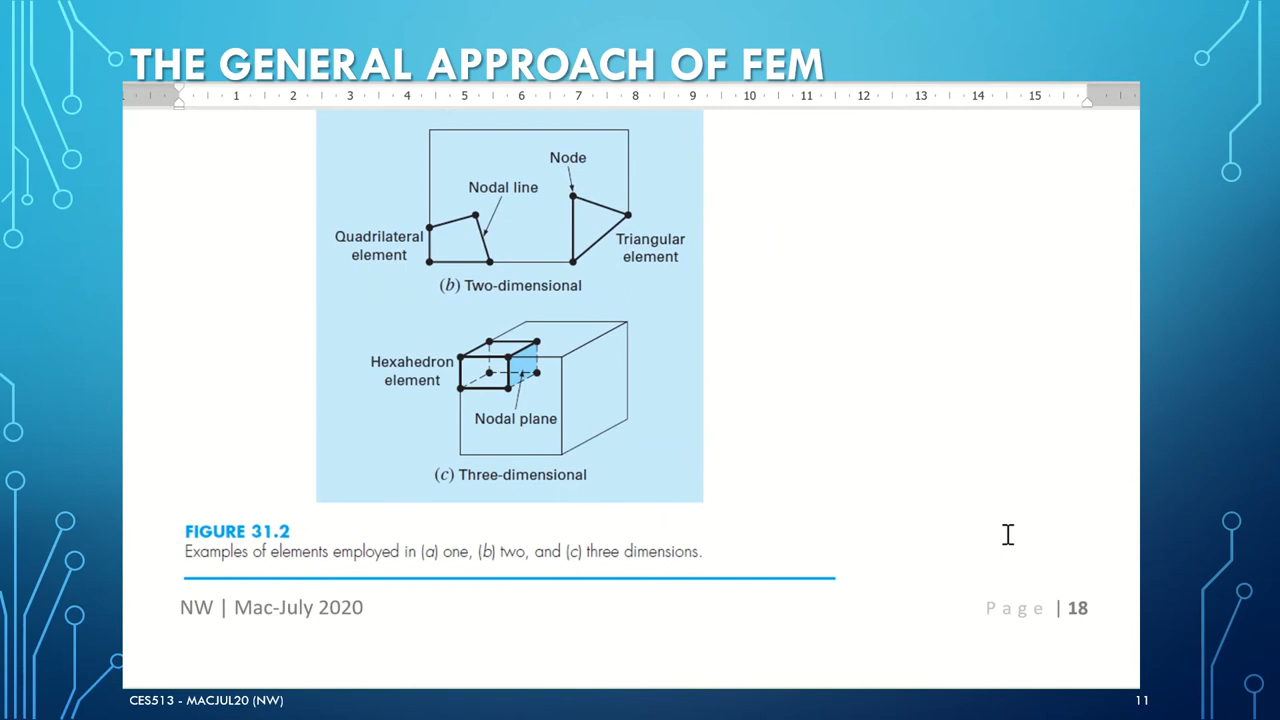 THE GENERAL APPROACH OF FEM
1 2 3 4 5 6 7 8 9 10 11 12 13 14 15
Node
Nodal line
Quadrilateral
element
Triangular
element
(b) Two-dimensional
Hexahedron
element
Nodal plane
(c) Three-dimensional
FIGURE 31.2
Examples of elements employed in (a) one, (b) two, and (c) three dimensions.
NW | Mac-July 2020
Page | 18
CES513 - MACJUL20 (NW)
11